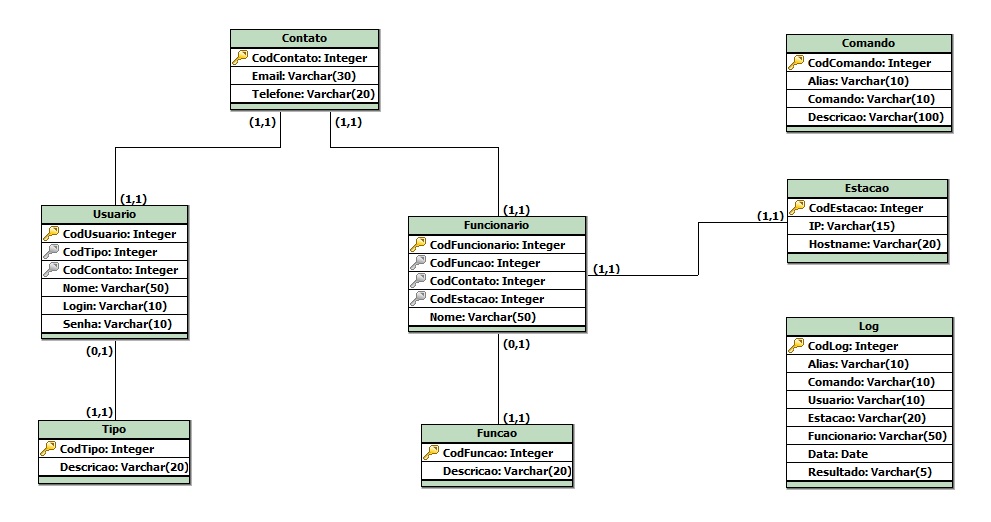 Contato
CodContato: Integer
Email: Varchar(30)
Telefone: Varchar(20)
(1,1)
(1,1)
Comando
CodComando: Integer
Alias: Varchar(10)
Comando: Varchar(10)
Descricao: Varchar(100)
(1,1)
Usuario
CodUsuario: Integer
CodTipo: Integer
CodContato: Integer
Nome: Varchar(50)
Login: Varchar(10)
Senha: Varchar(10)
(0,1)
(1,1)
Funcionario
CodFuncionario: Integer
CodFuncao: Integer
CodContato: Integer
CodEstacao: Integer
Nome: Varchar(50)
(1,1)
(0,1)
(1,1)
Estacao
CodEstacao: Integer
IP: Varchar(15)
Hostname: Varchar(20)
(1,1)
Tipo
CodTipo: Integer
Descricao: Varchar(20)
(1,1)
Funcao
CodFuncao: Integer
Descricao: Varchar(20)
Log
CodLog: Integer
Alias: Varchar(10)
Comando: Varchar(10)
Usuario: Varchar(10)
Estacao: Varchar(20)
Funcionario: Varchar(50)
Data: Date
Resultado: Varchar(5)